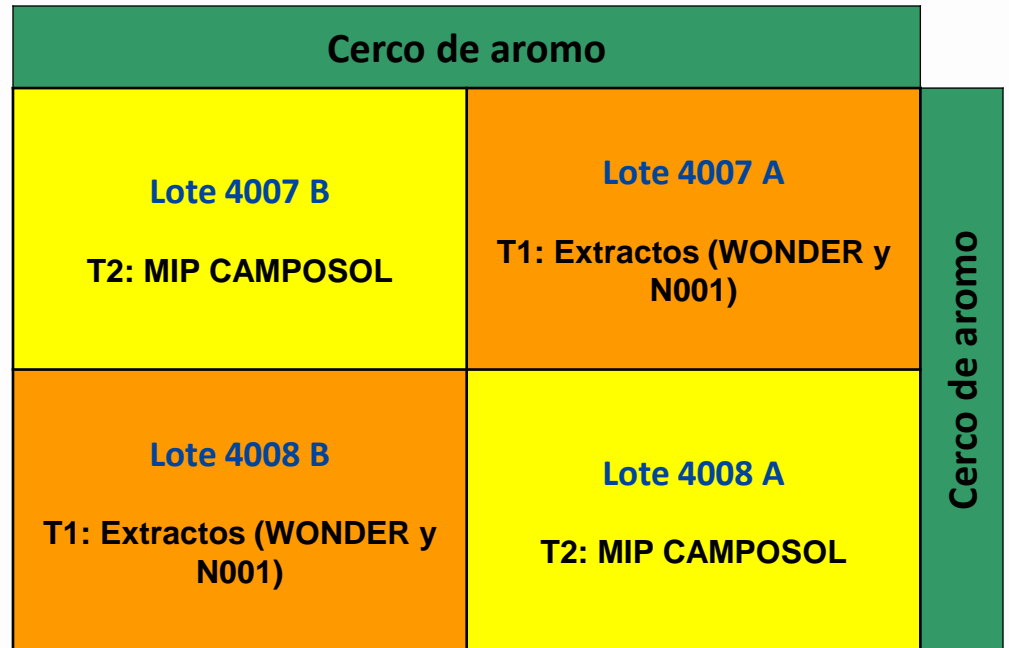 Cerco de aromo
Lote 4007 B
T2: MIP CAMPOSOL
Lote 4007 A
T1: Extractos (WONDER y
N001)
Cerco de aromo
Lote 4008 B
T1: Extractos (WONDER y
N001)
Lote 4008 A
T2: MIP CAMPOSOL